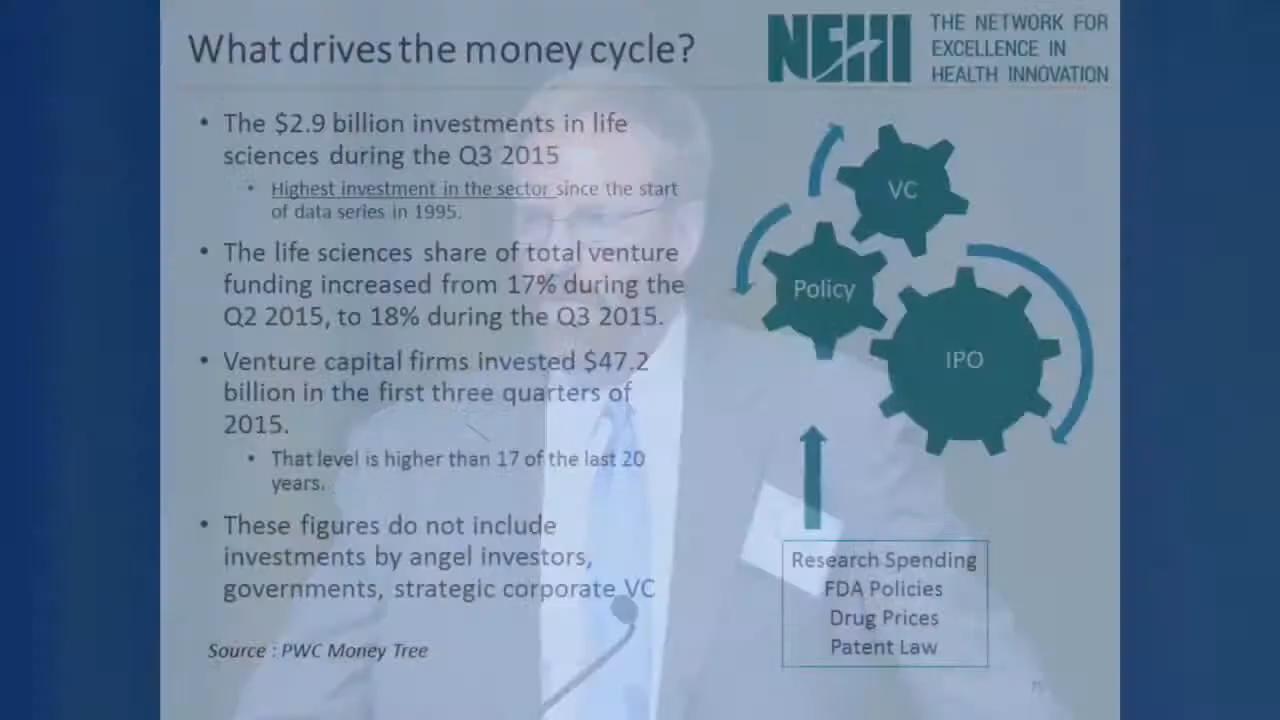 What drives the money cycle?
NEHI
THE NETWORK FOR
EXCELLENCE IN
HEALTH INNOVATION
• The $2.9 billion investments in life
sciences during the Q3 2015
• Highest investment in the sector since the start
of data series in 1995.
• The life sciences share of total venture
funding increased from 17% during the
Q2 2015, to 18% during the Q3 2015.
• Venture capital firms invested $47.2
billion in the first three quarters of
2015.
• That level is higher than 17 of the last 20
years.
• These figures do not include
investments by angel investors,
governments, strategic corporate VC
Source : PWC Money Tree
VC
Policy
IPO
Research Spending
FDA Policies
Drug Prices
Patent Law